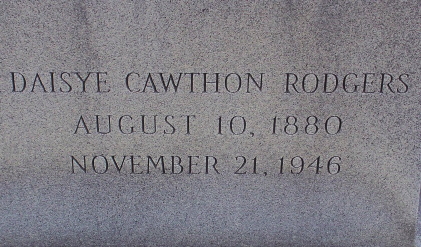 DAISYE CAWTHON RODGERS
AUGUST 10, 1880
NOVEMBER 21, 1946